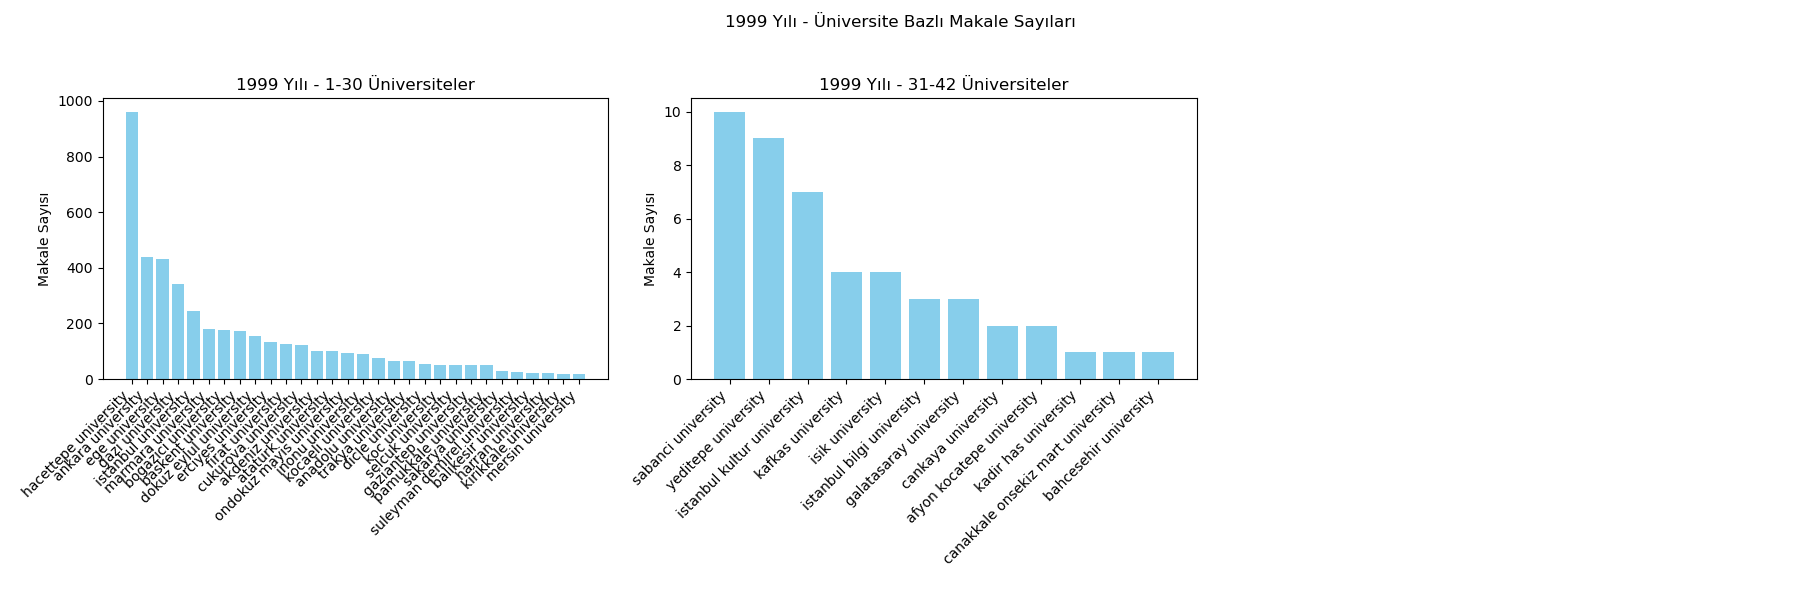 1999 Yılı - Üniversite Bazlı Makale Sayıları
1999 Yılı - 1-30 Üniversiteler
Makale Sayısı
1000
800
600
400
200
0
hacettepe university
ankara university
ege university
gazi university
istanbul university
marmara university
bogazici university
baskent university
dokuz eylul university
erciyes university
firat university
cukurova university
akdeniz university
ataturk university
ondokuz mayis university
inonu university
kocaeli university
anadolu university
trakya university
dicle university
koc university
selcuk university
gaziantep university
pamukkale university
sakarya university
suleyman demirel university
balikesir university
harran university
kirikkale university
mersin university
1999 Yılı - 31-42 Üniversiteler
Makale Sayısı
10
8
6
4
2
0
sabanci university
yeditepe university
istanbul kultur university
kafkas university
isik university
istanbul bilgi university
galatasaray university
cankaya university
afyon kocatepe university
kadir has university
canakkale onsekiz mart university
bahcesehir university